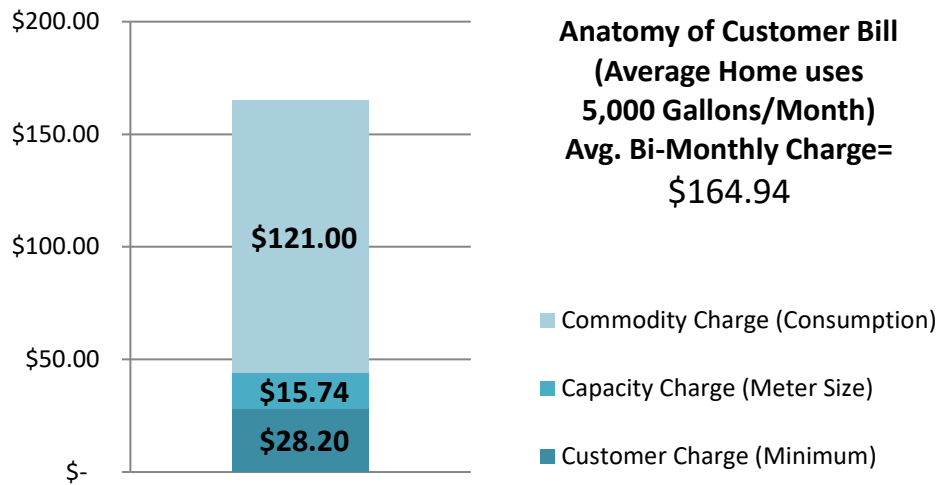 $200.00
$150.00
$100.00
$50.00
$-
$121.00
$15.74
$28.20
Anatomy of Customer Bill
(Average Home uses
5,000 Gallons/Month)
Avg. Bi-Monthly Charge=
$164.94
Commodity Charge (Consumption)
Capacity Charge (Meter Size)
Customer Charge (Minimum)